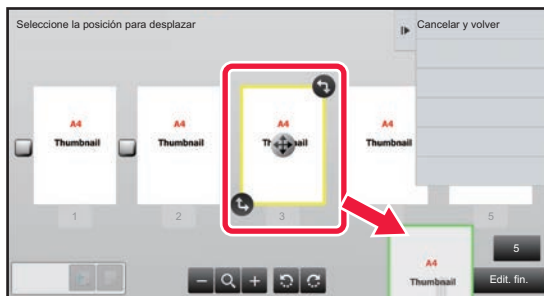 Seleccione la posición para desplazar
Cancelar y volver
A4
Thumbnail
A4
Thumbnail
A4
Thumbnail
A4
Thumbnail
1
2
3
5
5
A4
Thumbnail
Edit. fin.